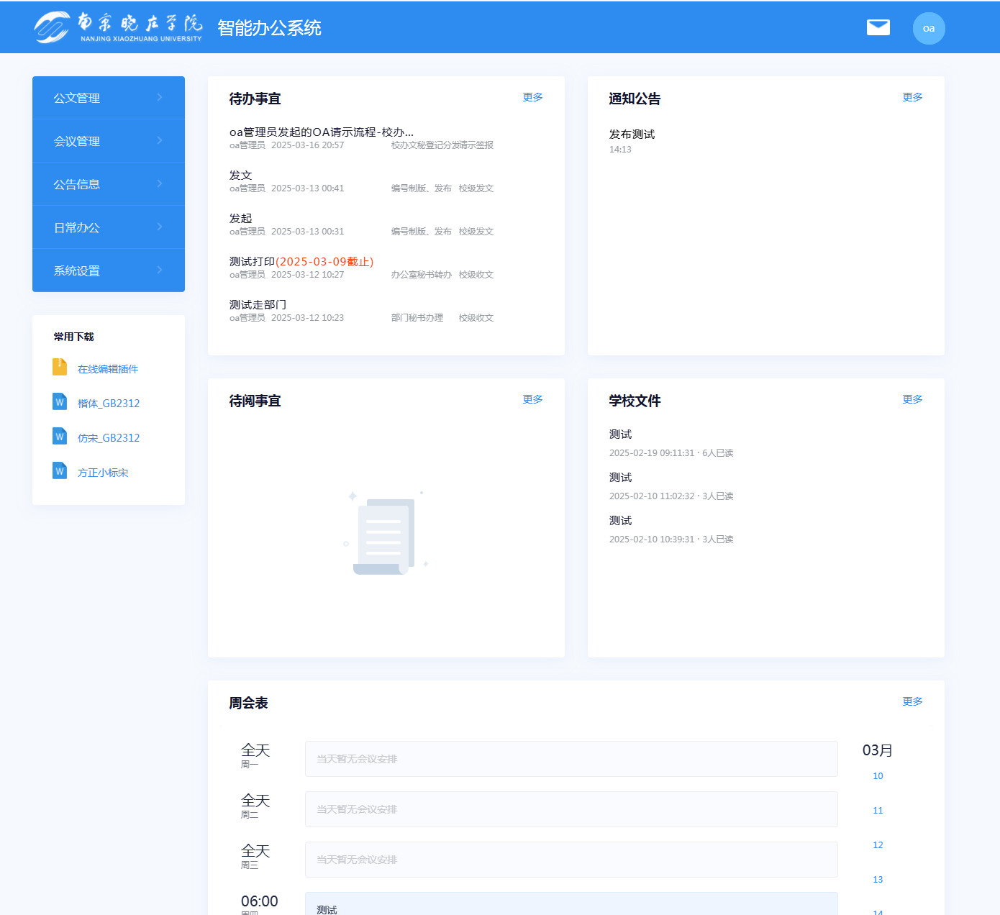 南京晓庄学院
NANJING XIAOZHUANG UNIVERSITY
智能办公系统
oa
公文管理
会议管理
公告信息
日常办公
系统设置
常用下载
在线编辑插件
W 楷体_GB2312
W 仿宋_GB2312
W 方正小标宋
待办事宜 更多
oa管理员发起的OA请示流程-校办...
oa管理员 2025-03-16 20:57 校办文秘登记分发请示签报
发文
oa管理员 2025-03-13 00:41 编号制版、发布 校级发文
发起
oa管理员 2025-03-13 00:31 编号制版、发布 校级发文
测试打印(2025-03-09截止)
oa管理员 2025-03-12 10:27 办公室秘书转办 校级收文
测试走部门
oa管理员 2025-03-12 10:23 部门秘书办理 校级收文
通知公告 更多
发布测试
14:13
待阅事宜 更多
学校文件 更多
测试
2025-02-19 09:11:31 · 6人已读
测试
2025-02-10 11:02:32 · 3人已读
测试
2025-02-10 10:39:31 · 3人已读
周会表 更多
全天
周一
当天暂无会议安排
全天
周二
当天暂无会议安排
全天
周三
当天暂无会议安排
06:00
周四
测试
03月
10
11
12
13
14